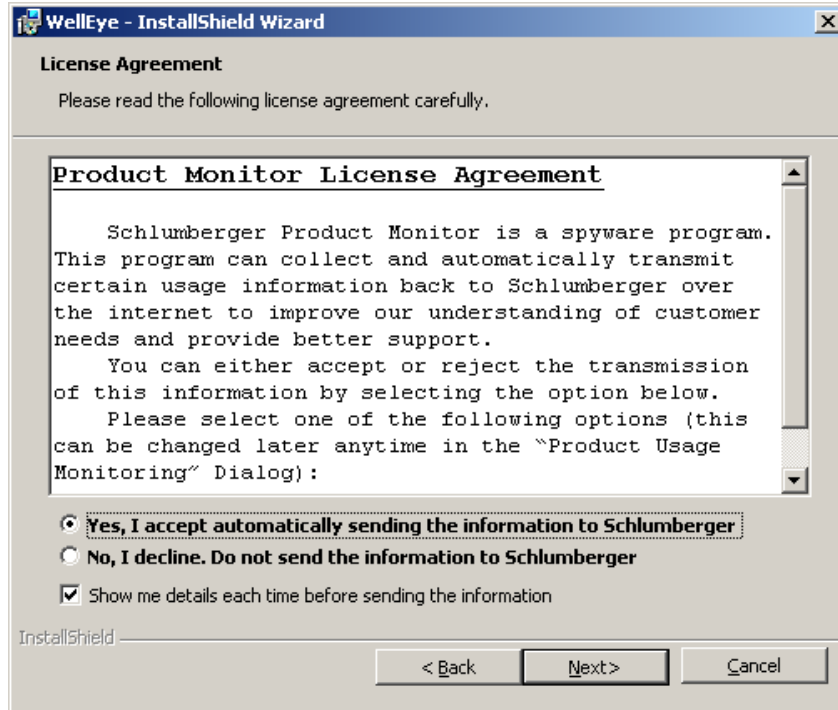 WellEye - InstallShield Wizard
License Agreement
Please read the following license agreement carefully.
Product Monitor License Agreement
Schlumberger Product Monitor is a spyware program.
This program can collect and automatically transmit
certain usage information back to Schlumberger over
the internet to improve our understanding of customer
needs and provide better support.
You can either accept or reject the transmission
of this information by selecting the option below.
Please select one of the following options (this
can be changed later anytime in the “Product Usage
Monitoring” Dialog):
Yes, I accept automatically sending the information to Schlumberger
No, I decline. Do not send the information to Schlumberger
Show me details each time before sending the information
InstallShield
< Back Next> Cancel